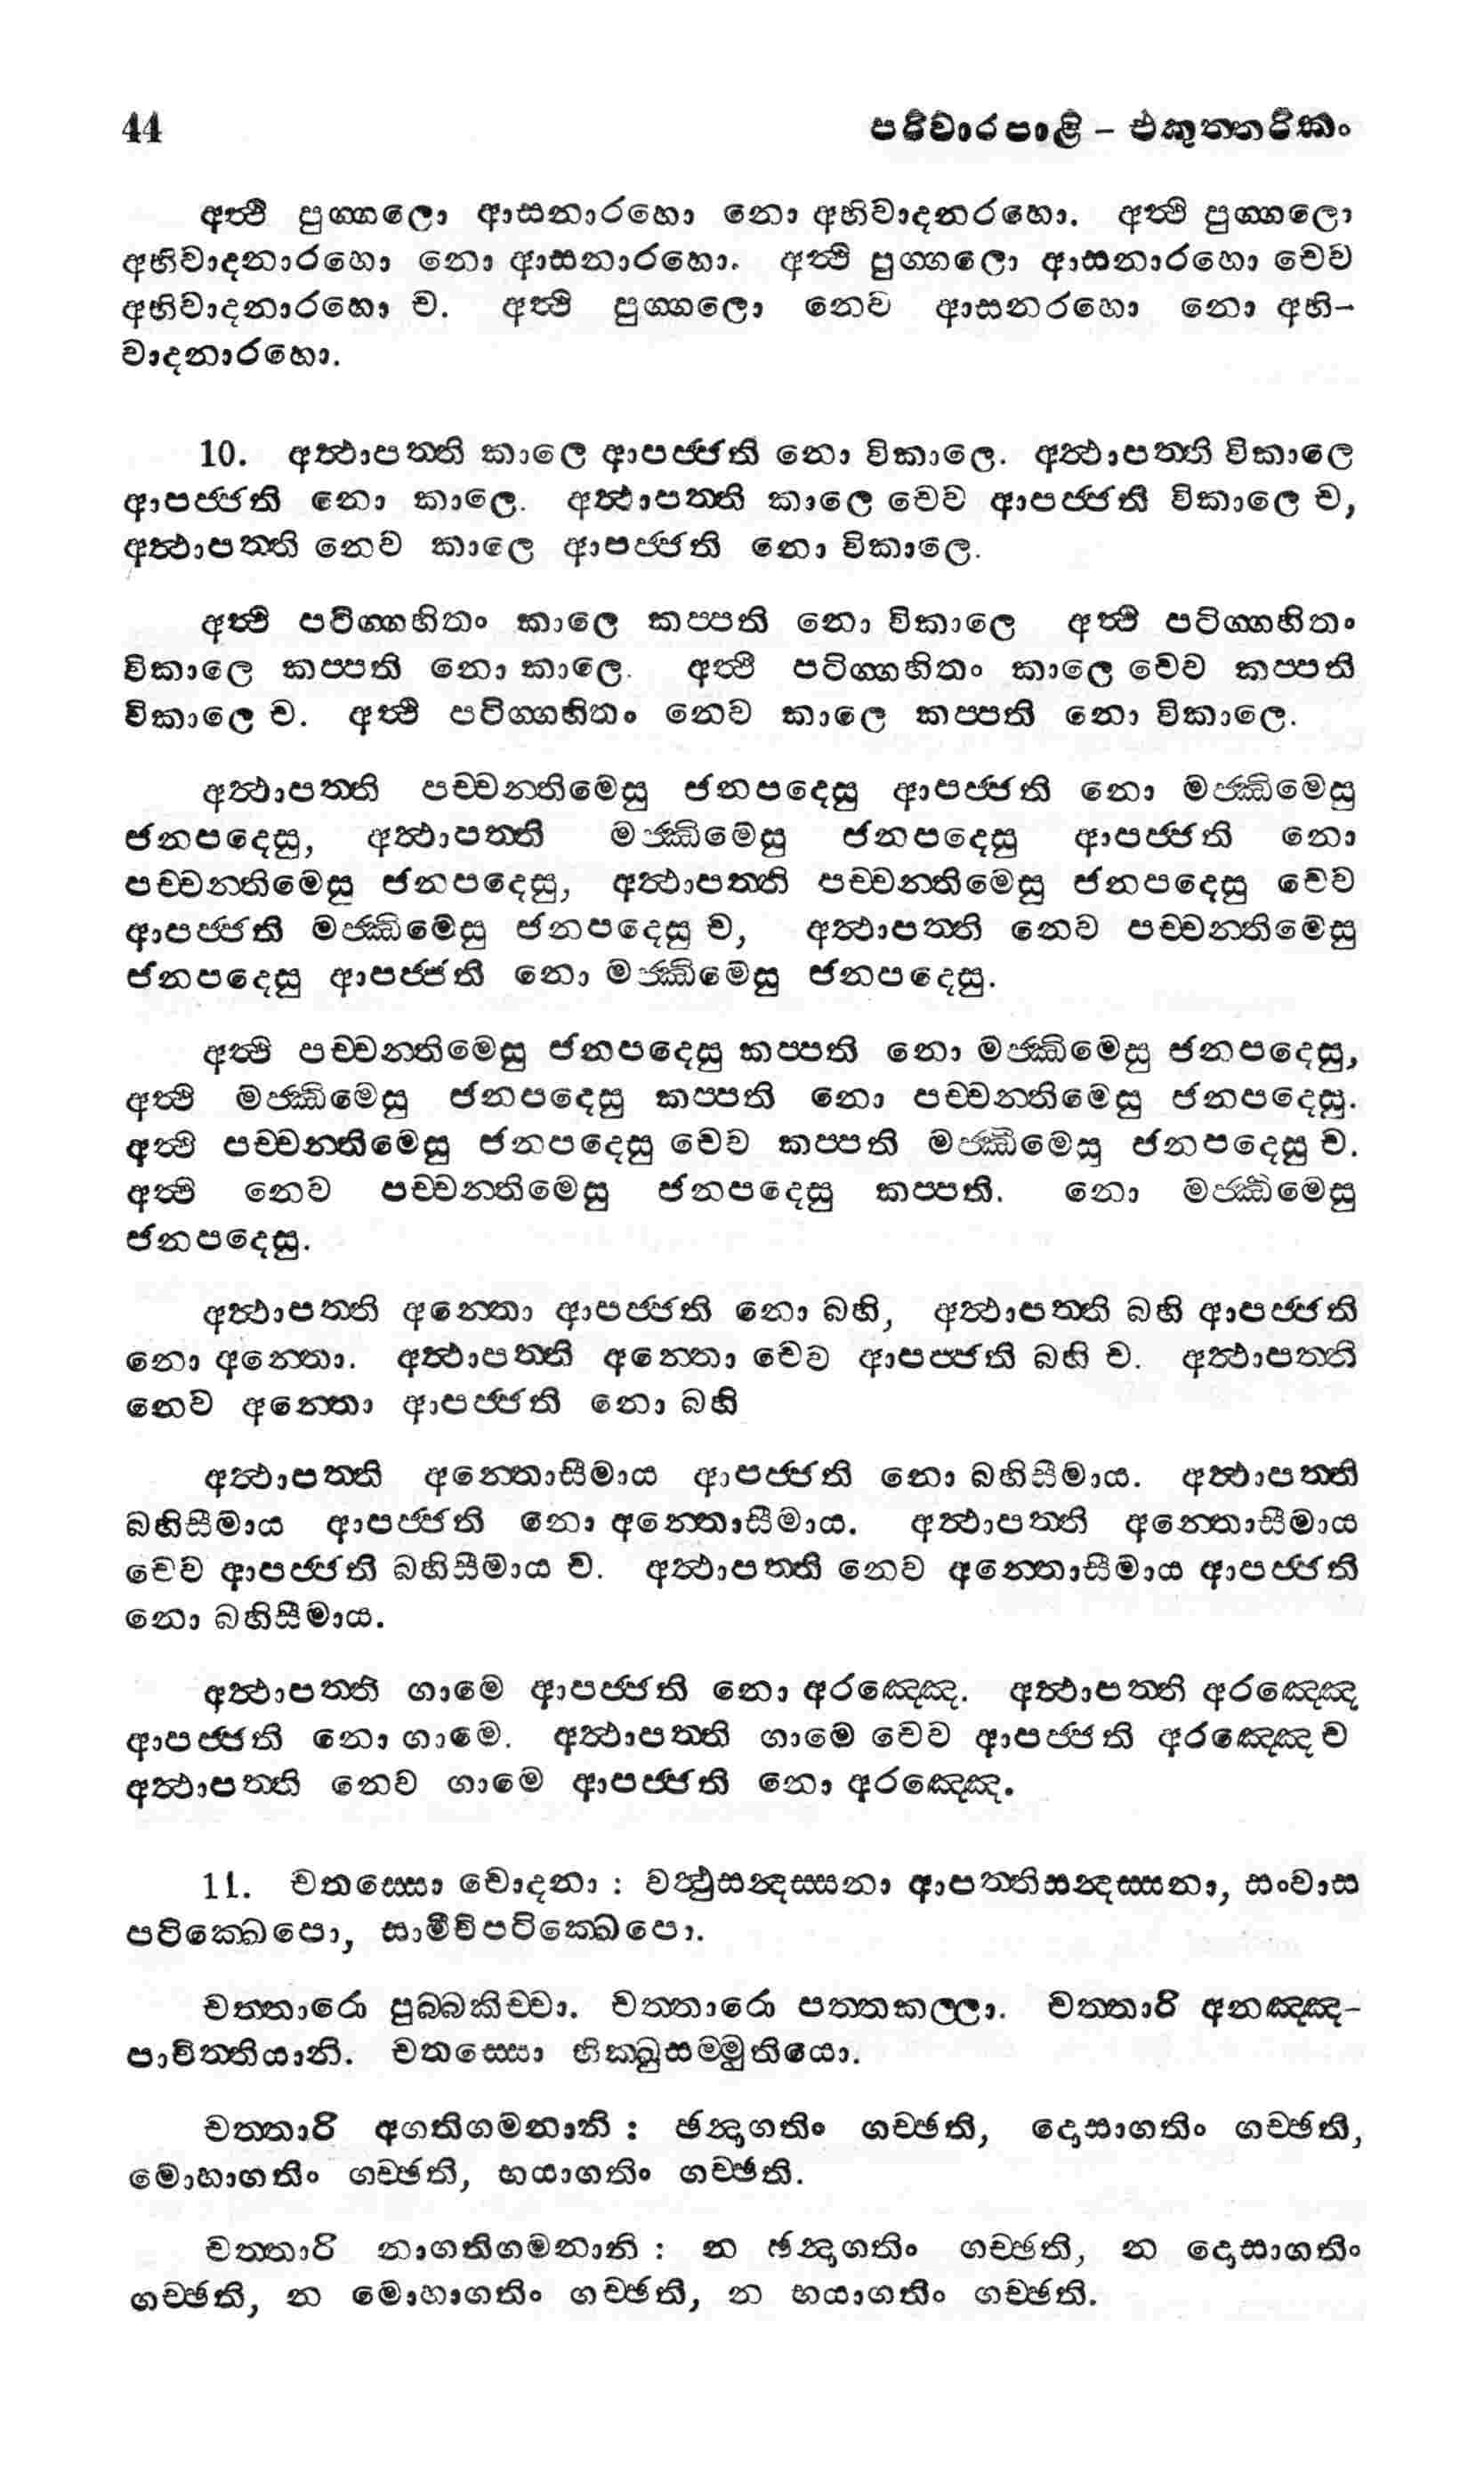 44 පරිවාරපාළි – එකුත්තරිකං
අත්ථි පුග්ගලො ආසනාරහො නො අභිවාදනරහො. අත්ථි පුග්ගලො
අභිවාදනාරහො නො ආසනාරහො. අත්ථි පුග්ගලො ආසනාරහො චෙව
අභිවාදනාරහො ච. අත්ථි පුග්ගලො නෙව ආසනරහො නො අභි-
වාදනාරහො.
10. අත්ථාපත්ති කාලෙ ආපජ්ජති නො විකාලෙ. අත්ථාපත්ති විකාලෙ
ආපජ්ජති නො කාලෙ. අත්ථාපත්ති කාලෙ චෙව ආපජ්ජති විකාලෙ ච,
අත්ථාපත්ති නෙව කාලෙ ආපජ්ජති නො විකාලෙ.
අත්ථි පටිග්ගහිතං කාලෙ කප්පති නො විකාලෙ අත්ථි පටිග්ගහිතං
විකාලෙ කප්පති නො කාලෙ. අත්ථි පටිග්ගහිතං කාලෙ චෙව කප්පති
විකාලෙ ච. අත්ථි පටිග්ගහිතං නෙව කාලෙ කප්පති නො විකාලෙ.
අත්ථාපත්ති පච්චන්තිමෙසු ජනපදෙසු ආපජ්ජති නො මජ්ඣිමෙසු
ජනපදෙසු, අත්ථාපත්ති මජ්ඣිමෙසු ජනපදෙසු ආපජ්ජති නො
පච්චන්තිමෙසු ජනපදෙසු, අත්ථාපත්ති පච්චන්තිමෙසු ජනපදෙසු චෙව
ආපජ්ජති මජ්ඣිමෙසු ජනපදෙසු ච, අත්ථාපත්ති නෙව පච්චන්තිමෙසු
ජනපදෙසු ආපජ්ජති නො මජ්ඣිමෙසු ජනපදෙසු.
අත්ථි පච්චන්තිමෙසු ජනපදෙසු කප්පති නො මජ්ඣිමෙසු ජනපදෙසු,
අත්ථි මජ්ඣිමෙසු ජනපදෙසු කප්පති නො පච්චන්තිමෙසු ජනපදෙසු.
අත්ථි පච්චන්තිමෙසු ජනපදෙසු චෙව කප්පති මජ්ඣිමෙසු ජනපදෙසු ච.
අත්ථි නෙව පච්චන්තිමෙසු ජනපදෙසු කප්පති. නො මජ්ඣිමෙසු
ජනපදෙසු.
අත්ථාපත්ති අන්තො ආපජ්ජති නො බහි, අත්ථාපත්ති බහි ආපජ්ජති
නො අන්තො. අත්ථාපත්ති අන්තො චෙව ආපජ්ජති බහි ච. අත්ථාපත්ති
නෙව අන්තො ආපජ්ජති නො බහි
අත්ථාපත්ති අන්තොසීමාය ආපජ්ජති නො බහිසීමාය. අත්ථාපත්ති
බහිසීමාය ආපජ්ජති නො අන්තොසීමාය. අත්ථාපත්ති අන්තොසීමාය
චෙව ආපජ්ජති බහිසීමාය ච. අත්ථාපත්ති නෙව අන්තොසීමාය ආපජ්ජති
නො බහිසීමාය.
අත්ථාපත්ති ගාමෙ ආපජ්ජති නො අරඤ්ඤෙ. අත්ථාපත්ති අරඤ්ඤෙ
ආපජ්ජති නො ගාමෙ. අත්ථාපත්ති ගාමෙ චෙව ආපජ්ජති අරඤ්ඤෙ ච
අත්ථාපත්ති නෙව ගාමෙ ආපජ්ජති නො අරඤ්ඤෙ.
11. චතස්සො චොදනා : වත්ථුසන්දස්සනා ආපත්තිසන්දස්සනා, සංවාස
පටික්ඛෙපො, සාමීචිපටික්ඛෙපො.
චත්තාරො පුබ්බකිච්චා. චත්තාරො පත්තකල්ලා. චත්තාරි අනඤ්ඤ-
පාචිත්තියානි. චතස්සො භික්ඛුසම්මුතියො.
චත්තාරි අගතිගමනානි : ඡන්දාගතිං ගච්ඡති, දොසාගතිං ගච්ඡති,
මොහාගතිං ගච්ඡති, භයාගතිං ගච්ඡති.
චත්තාරි නාගතිගමනානි : න ඡන්දාගතිං ගච්ඡති, න දොසාගතිං
ගච්ඡති, න මොහාගතිං ගච්ඡති, න භයාගතිං ගච්ඡති.